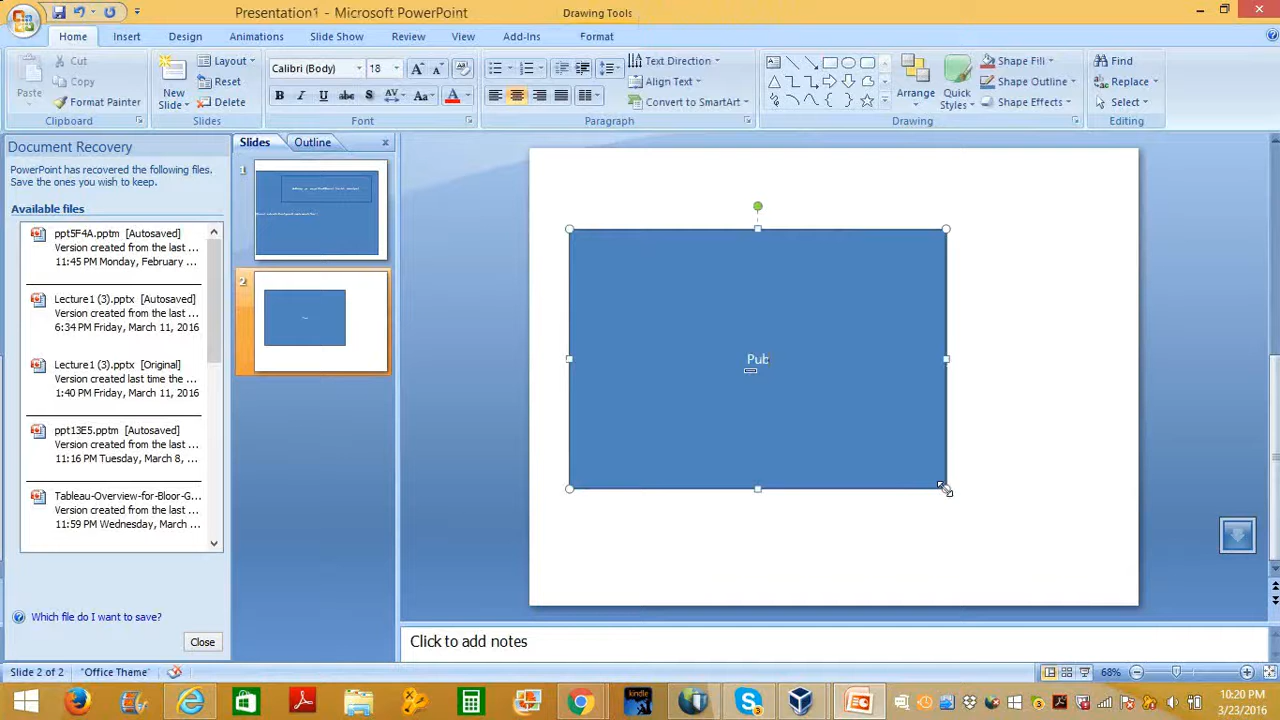 Presentation1 - Microsoft PowerPoint
Drawing Tools
Home
Insert
Design
Animations
Slide Show
Review
View
Add-Ins
Format
Paste
Cut
Copy
Format Painter
Clipboard
New
Slide
Layout
Reset
Delete
Slides
Calibri (Body)
18
B I U abc S AV Aa A
Font
Text Direction
Align Text
Convert to SmartArt
Paragraph
Arrange
Quick
Styles
Shape Fill
Shape Outline
Shape Effects
Drawing
Find
Replace
Select
Editing
Document Recovery
PowerPoint has recovered the following files.
Save the ones you wish to keep.
Available files
ppt5F4A.pptm [Autosaved]
Version created from the last ...
11:45 PM Monday, February ...
Lecture1 (3).pptx [Autosaved]
Version created from the last ...
6:34 PM Friday, March 11, 2016
Lecture1 (3).pptx [Original]
Version created last time the ...
1:40 PM Friday, March 11, 2016
ppt13E5.pptm [Autosaved]
Version created from the last ...
11:16 PM Tuesday, March 8, ...
Tableau-Overview-for-Bloor-G...
Version created from the last ...
11:59 PM Wednesday, March ...
Which file do I want to save?
Close
Slides
Outline
1
2
Pub
Click to add notes
Slide 2 of 2
"Office Theme"
68%
kindle
10:20 PM
3/23/2016